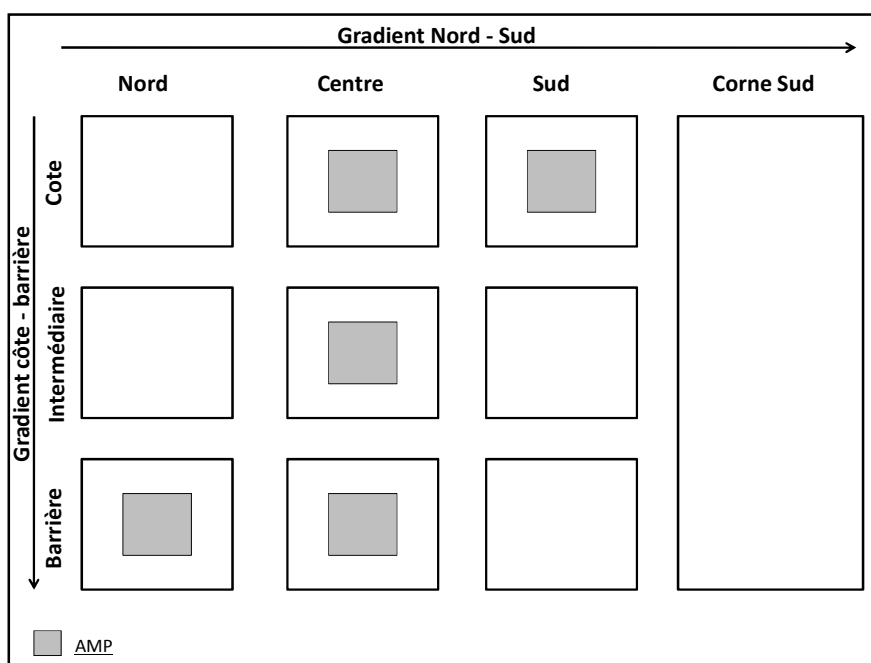 Gradient Nord - Sud
Nord
Centre
Sud
Corne Sud
Gradient côte - barrière
Cote
Intermédiaire
Barrière
AMP